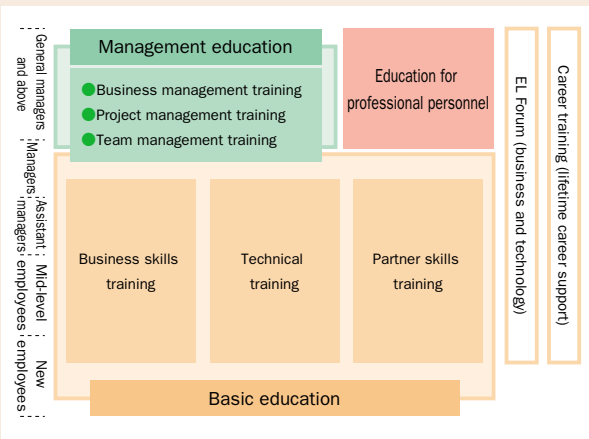 General managers
and above
Managers
Assistant
managers
Mid-level
employees
New
employees
Management education
Business management training
Project management training
Team management training
Education for
professional personnel
Business skills
training
Technical
training
Partner skills
training
Basic education
EL Forum (business and technology)
Career training (lifetime career support)